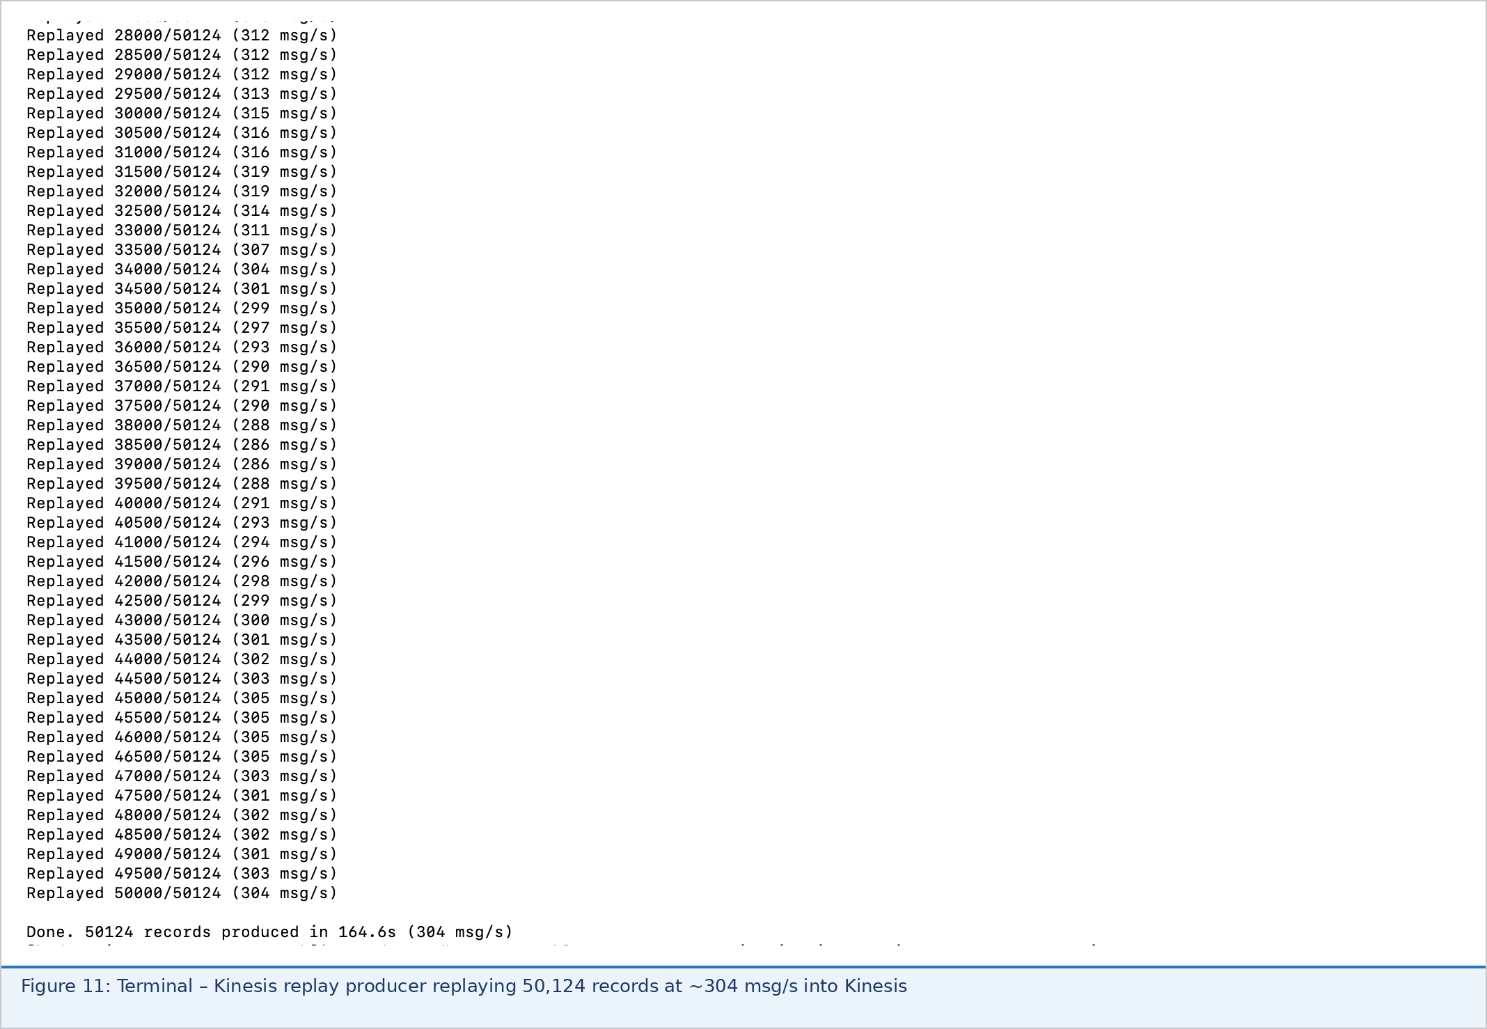 Replayed 28000/50124 (312 msg/s)
Replayed 28500/50124 (312 msg/s)
Replayed 29000/50124 (312 msg/s)
Replayed 29500/50124 (313 msg/s)
Replayed 30000/50124 (315 msg/s)
Replayed 30500/50124 (316 msg/s)
Replayed 31000/50124 (316 msg/s)
Replayed 31500/50124 (319 msg/s)
Replayed 32000/50124 (319 msg/s)
Replayed 32500/50124 (314 msg/s)
Replayed 33000/50124 (311 msg/s)
Replayed 33500/50124 (307 msg/s)
Replayed 34000/50124 (304 msg/s)
Replayed 34500/50124 (301 msg/s)
Replayed 35000/50124 (299 msg/s)
Replayed 35500/50124 (297 msg/s)
Replayed 36000/50124 (293 msg/s)
Replayed 36500/50124 (290 msg/s)
Replayed 37000/50124 (291 msg/s)
Replayed 37500/50124 (290 msg/s)
Replayed 38000/50124 (288 msg/s)
Replayed 38500/50124 (286 msg/s)
Replayed 39000/50124 (286 msg/s)
Replayed 39500/50124 (288 msg/s)
Replayed 40000/50124 (291 msg/s)
Replayed 40500/50124 (293 msg/s)
Replayed 41000/50124 (294 msg/s)
Replayed 41500/50124 (296 msg/s)
Replayed 42000/50124 (298 msg/s)
Replayed 42500/50124 (299 msg/s)
Replayed 43000/50124 (300 msg/s)
Replayed 43500/50124 (301 msg/s)
Replayed 44000/50124 (302 msg/s)
Replayed 44500/50124 (303 msg/s)
Replayed 45000/50124 (305 msg/s)
Replayed 45500/50124 (305 msg/s)
Replayed 46000/50124 (305 msg/s)
Replayed 46500/50124 (305 msg/s)
Replayed 47000/50124 (303 msg/s)
Replayed 47500/50124 (301 msg/s)
Replayed 48000/50124 (302 msg/s)
Replayed 48500/50124 (302 msg/s)
Replayed 49000/50124 (301 msg/s)
Replayed 49500/50124 (303 msg/s)
Replayed 50000/50124 (304 msg/s)
Done. 50124 records produced in 164.6s (304 msg/s)
Figure 11: Terminal – Kinesis replay producer replaying 50,124 records at ~304 msg/s into Kinesis